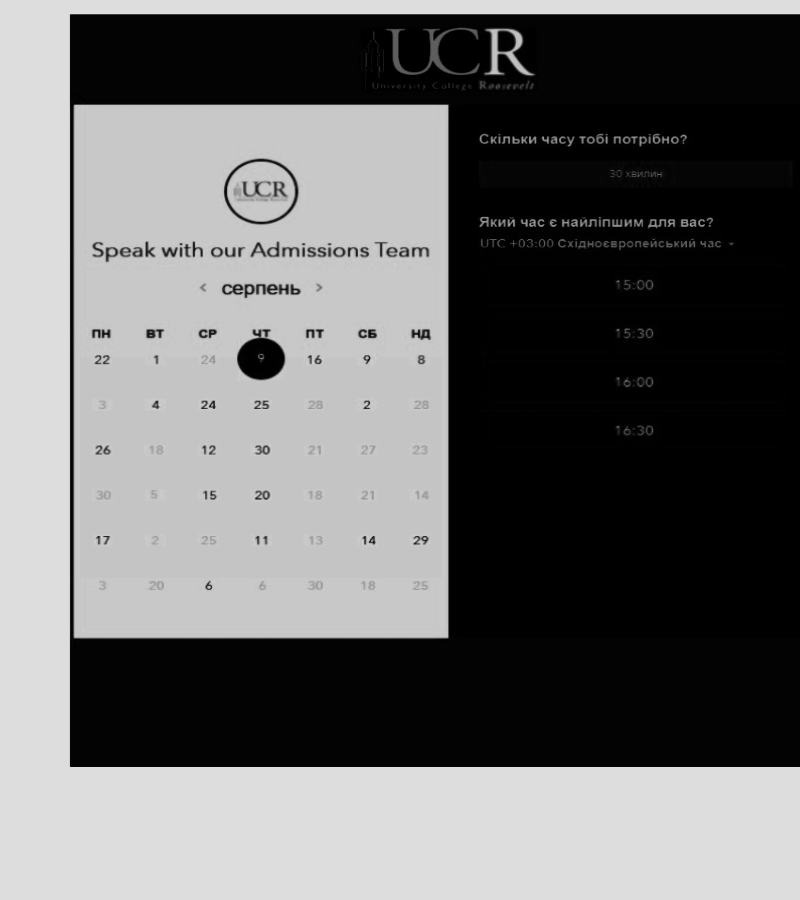 UCR
University College Roosevelt
UCR
Speak with our Admissions Team
< серпень >
ПН ВТ СР ЧТ ПТ СБ НД
22 1 24 9 16 9 8
3 4 24 25 28 2 28
26 18 12 30 21 27 23
30 5 15 20 18 21 14
17 2 25 11 13 14 29
3 20 6 6 30 18 25
Скільки часу тобі потрібно?
30 хвилин
Який час є найліпшим для вас?
UTC +03:00 Східноєвропейський час
15:00
15:30
16:00
16:30